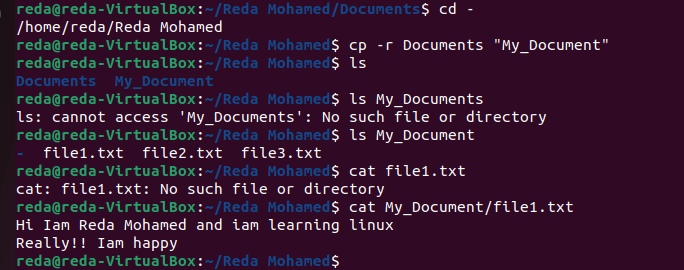 reda@reda-VirtualBox:~/Reda Mohamed/Documents$ cd -
/home/reda/Reda Mohamed
reda@reda-VirtualBox:~/Reda Mohamed$ cp -r Documents "My_Document"
reda@reda-VirtualBox:~/Reda Mohamed$ ls
Documents  My_Document
reda@reda-VirtualBox:~/Reda Mohamed$ ls My_Documents
ls: cannot access 'My_Documents': No such file or directory
reda@reda-VirtualBox:~/Reda Mohamed$ ls My_Document
-  file1.txt  file2.txt  file3.txt
reda@reda-VirtualBox:~/Reda Mohamed$ cat file1.txt
cat: file1.txt: No such file or directory
reda@reda-VirtualBox:~/Reda Mohamed$ cat My_Document/file1.txt
Hi Iam Reda Mohamed and iam learning linux
Really!! Iam happy
reda@reda-VirtualBox:~/Reda Mohamed$